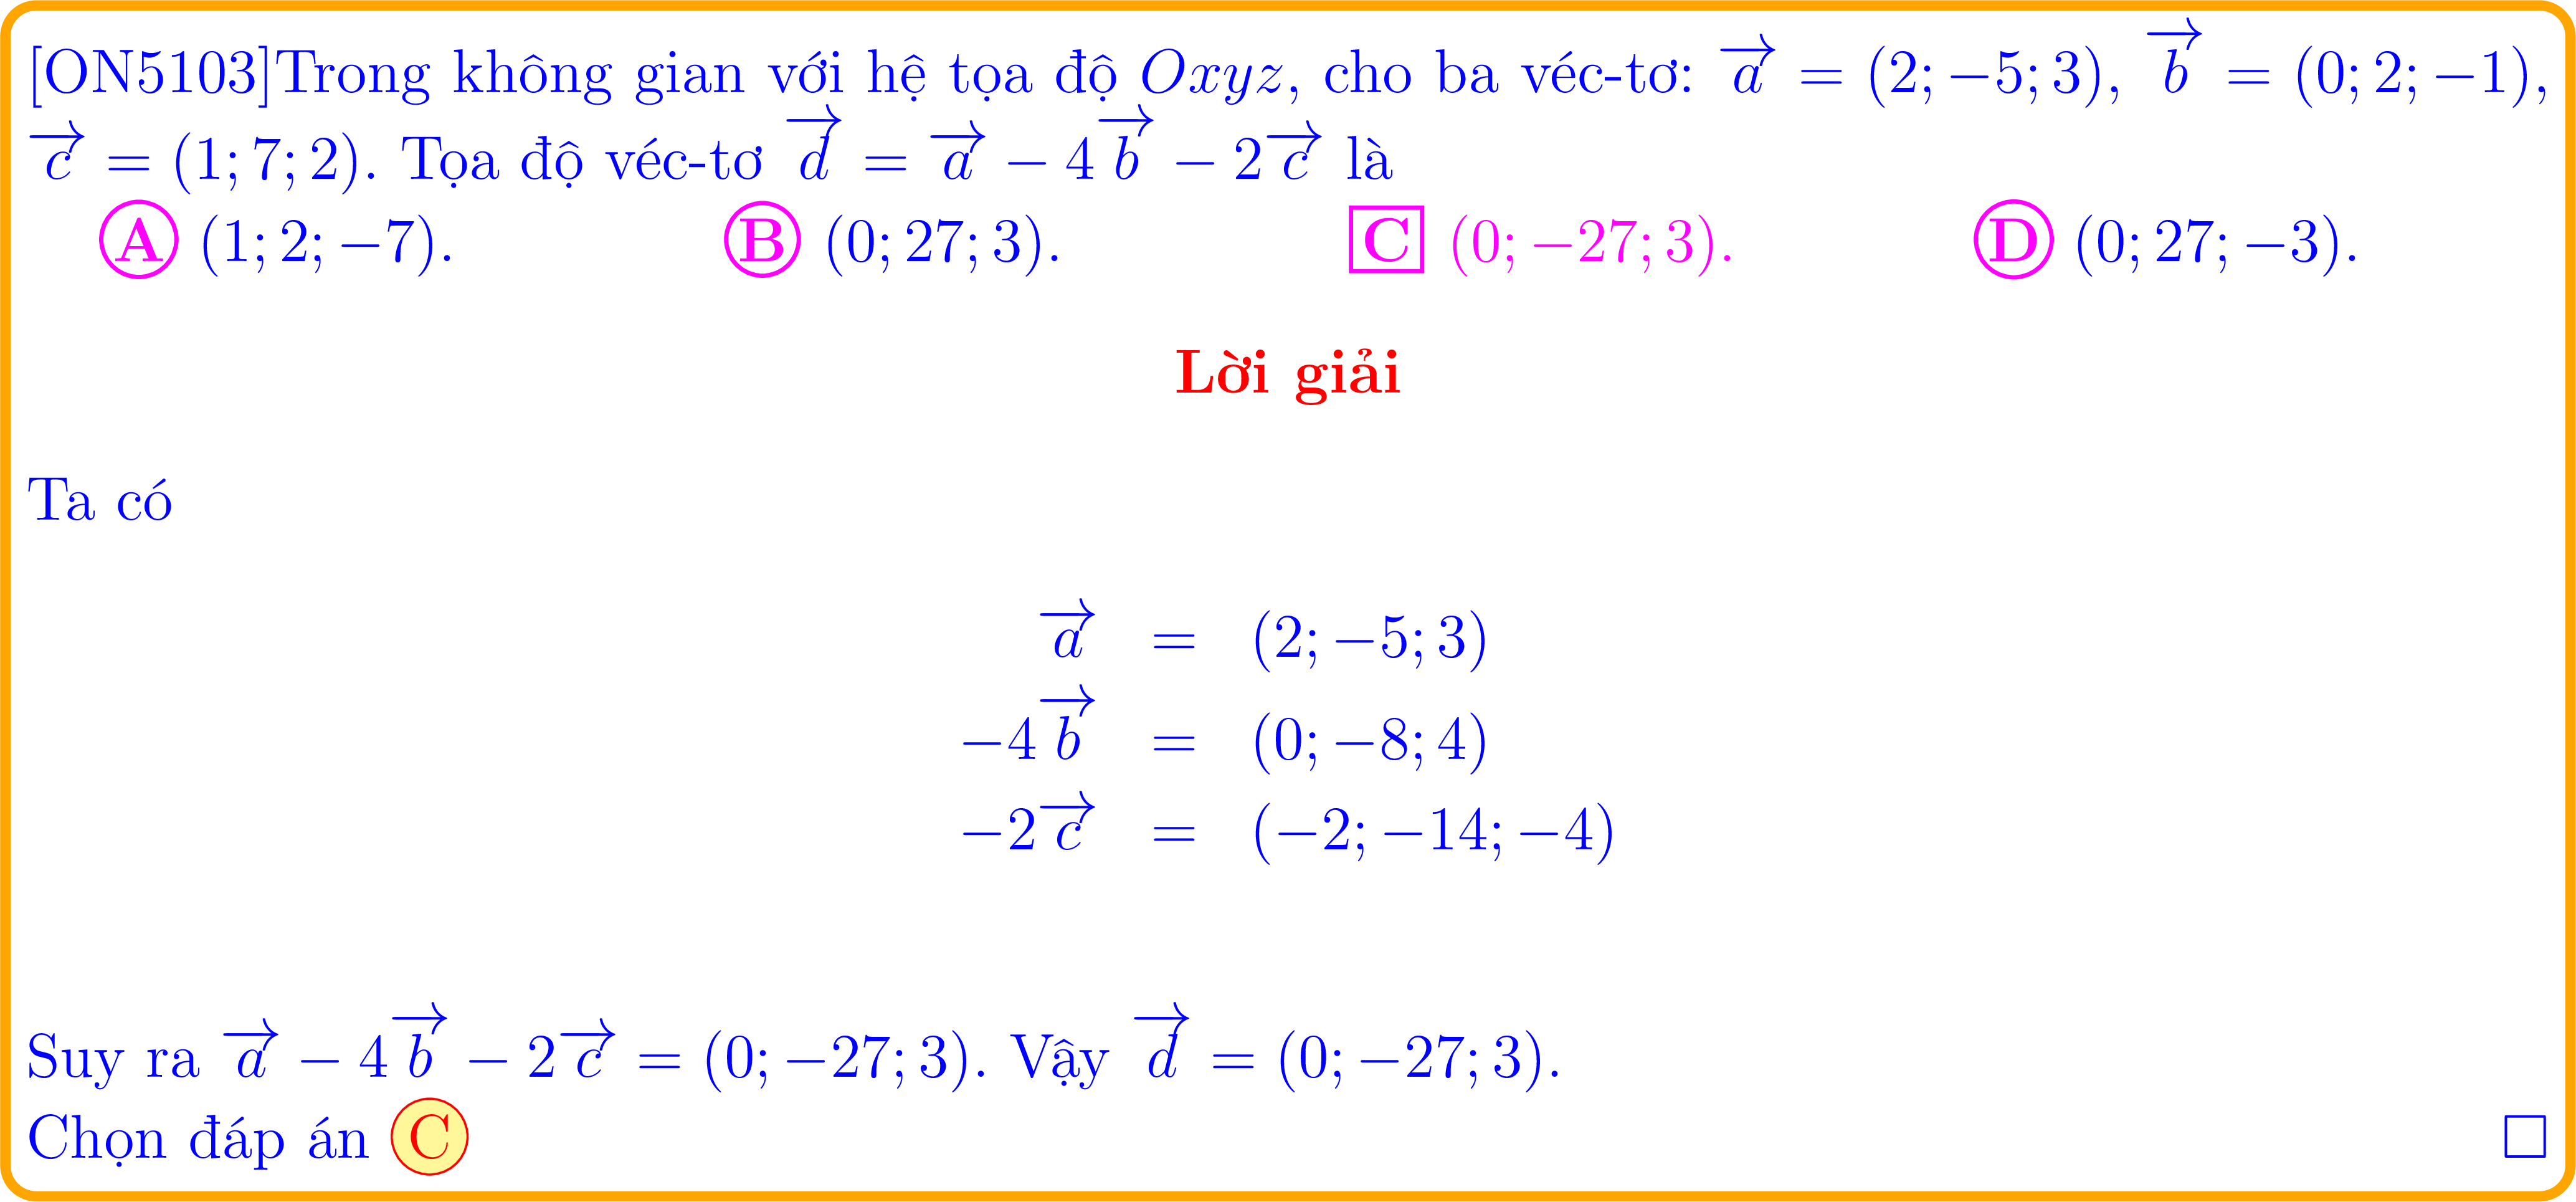 [ON5103]Trong không gian với hệ tọa độ $Oxyz$, cho ba véc-tơ: $\overrightarrow{a} = (2; -5; 3)$, $\overrightarrow{b} = (0; 2; -1)$,
$\overrightarrow{c} = (1; 7; 2)$. Tọa độ véc-tơ $\overrightarrow{d} = \overrightarrow{a} - 4\overrightarrow{b} - 2\overrightarrow{c}$ là
A $(1; 2; -7)$. B $(0; 27; 3)$. C $(0; -27; 3)$. D $(0; 27; -3)$.
Lời giải
Ta có
$\overrightarrow{a} = (2; -5; 3)$
$-4\overrightarrow{b} = (0; -8; 4)$
$-2\overrightarrow{c} = (-2; -14; -4)$
Suy ra $\overrightarrow{a} - 4\overrightarrow{b} - 2\overrightarrow{c} = (0; -27; 3)$. Vậy $\overrightarrow{d} = (0; -27; 3)$.
Chọn đáp án C □